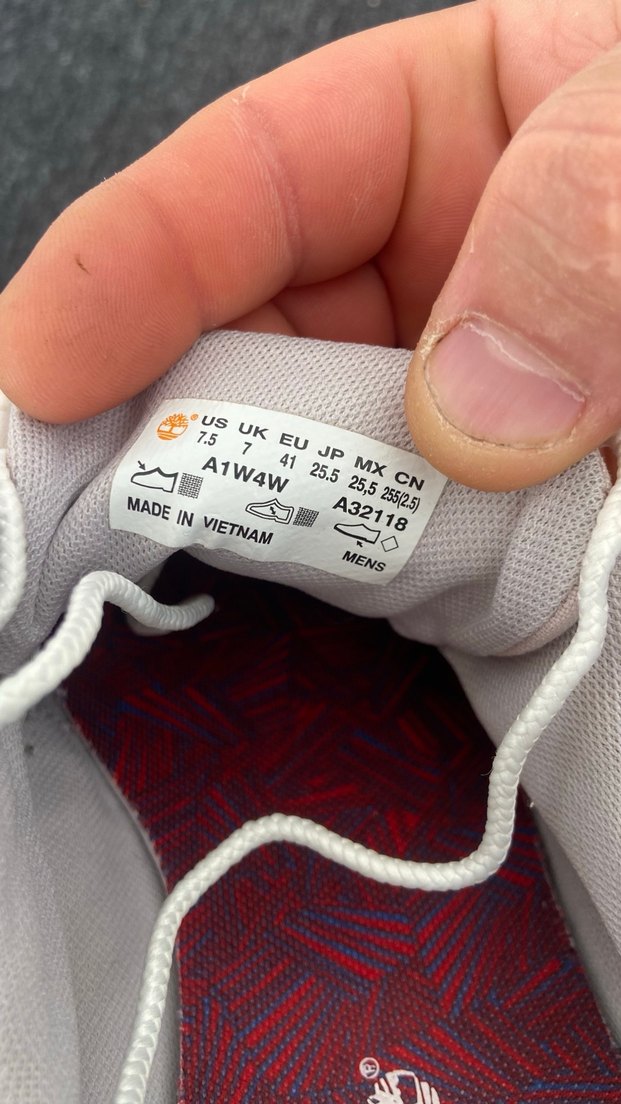 ® US UK EU JP MX CN
7.5 7 41 25.5 25,5 255(2.5)
A1W4W A32118
MADE IN VIETNAM
MENS
®